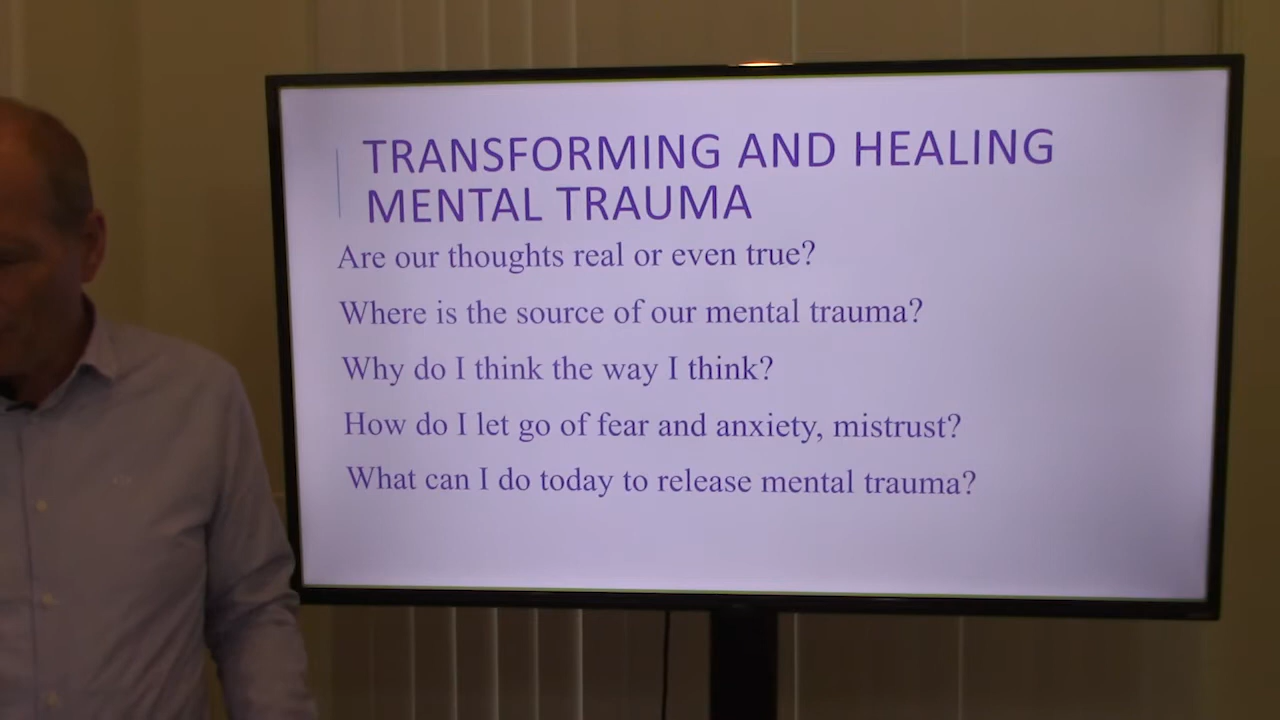 TRANSFORMING AND HEALING
MENTAL TRAUMA
Are our thoughts real or even true?
Where is the source of our mental trauma?
Why do I think the way I think?
How do I let go of fear and anxiety, mistrust?
What can I do today to release mental trauma?